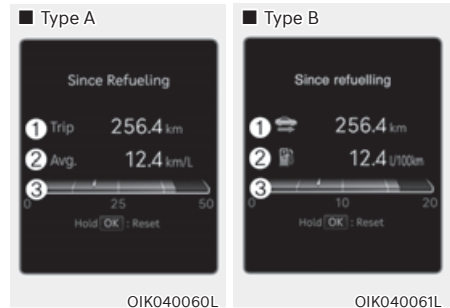 ■ Type A
Since Refueling
1 Trip 256.4 km
2 Avg. 12.4 km/L
3
0 25 50
Hold OK : Reset
OIK040060L
■ Type B
Since refuelling
1 256.4 km
2 12.4 l/100km
3
0 10 20
Hold OK : Reset
OIK040061L